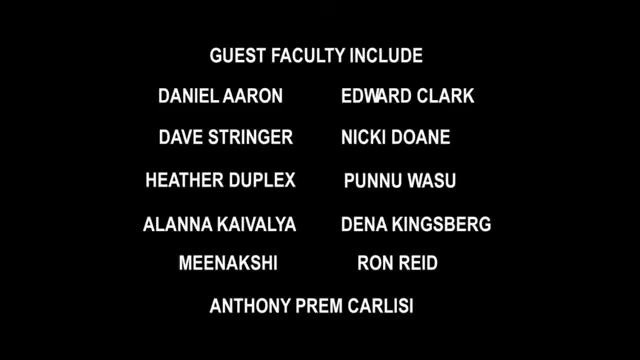 GUEST FACULTY INCLUDE
DANIEL AARON EDWARD CLARK
DAVE STRINGER NICKI DOANE
HEATHER DUPLEX PUNNU WASU
ALANNA KAIVALYA DENA KINGSBERG
MEENAKSHI RON REID
ANTHONY PREM CARLISI